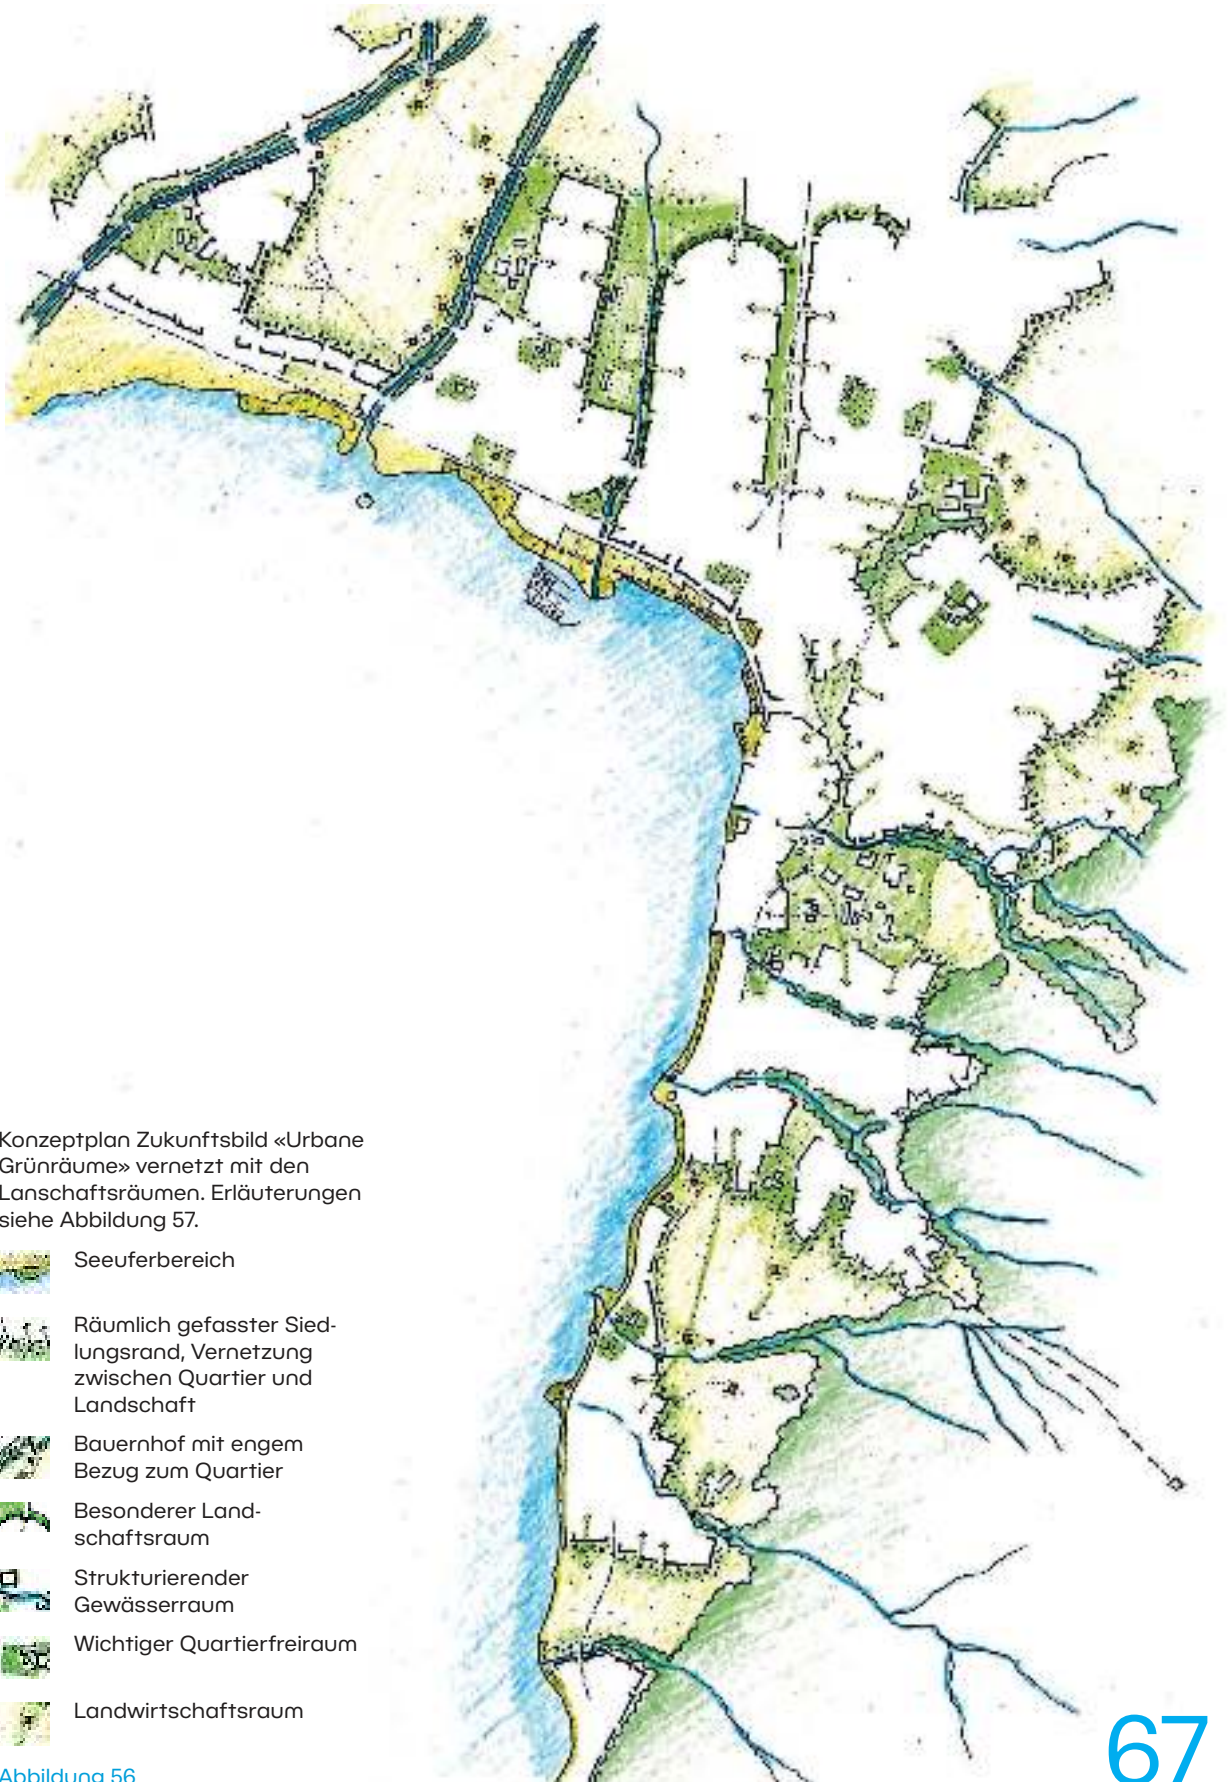 Konzeptplan Zukunftsbild «Urbane
Grünräume» vernetzt mit den
Lanschaftsräumen. Erläuterungen
siehe Abbildung 57.
Seeuferbereich
Räumlich gefasster Sied-
lungsrand, Vernetzung
zwischen Quartier und
Landschaft
Bauernhof mit engem
Bezug zum Quartier
Besonderer Land-
schaftsraum
Strukturierender
Gewässerraum
Wichtiger Quartierfreiraum
Landwirtschaftsraum
Abbildung 56
67